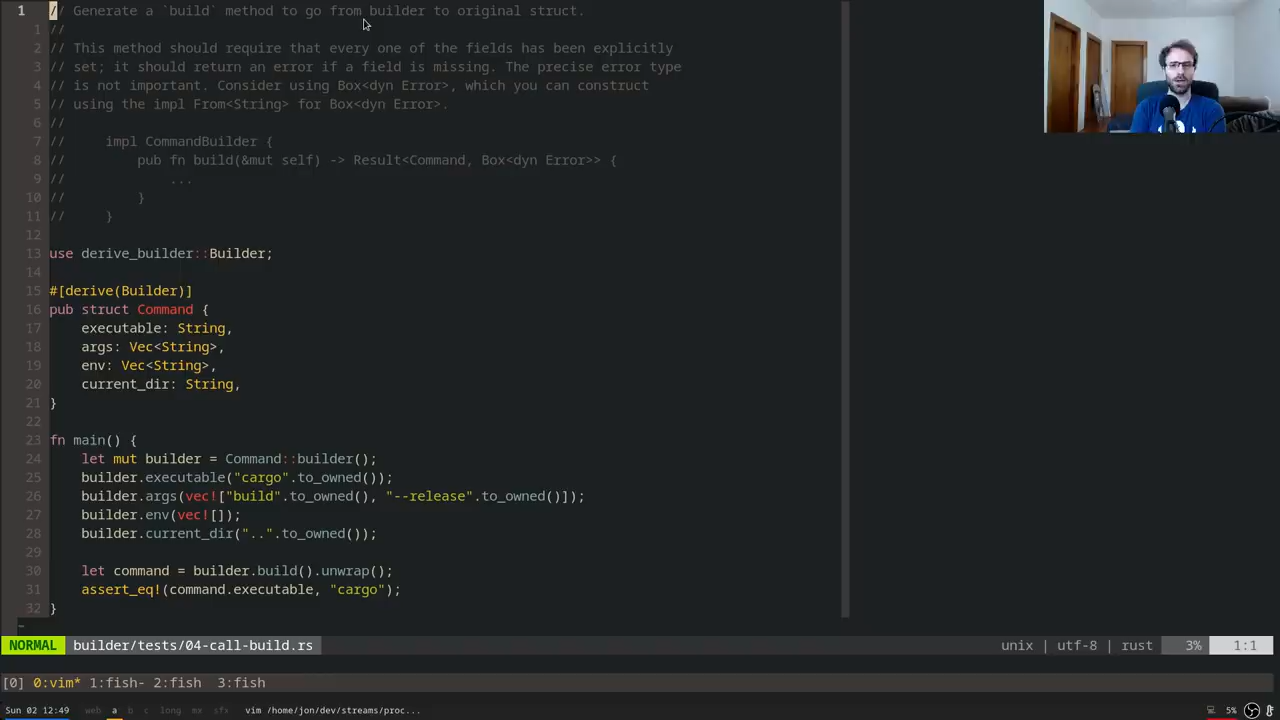 1 // Generate a `build` method to go from builder to original struct.
1 //
2 // This method should require that every one of the fields has been explicitly
3 // set; it should return an error if a field is missing. The precise error type
4 // is not important. Consider using Box<dyn Error>, which you can construct
5 // using the impl From<String> for Box<dyn Error>.
6 //
7 //     impl CommandBuilder {
8 //         pub fn build(&mut self) -> Result<Command, Box<dyn Error>> {
9 //             ...
10 //         }
11 //     }
12
13 use derive_builder::Builder;
14
15 #[derive(Builder)]
16 pub struct Command {
17     executable: String,
18     args: Vec<String>,
19     env: Vec<String>,
20     current_dir: String,
21 }
22
23 fn main() {
24     let mut builder = Command::builder();
25     builder.executable("cargo".to_owned());
26     builder.args(vec!["build".to_owned(), "--release".to_owned()]);
27     builder.env(vec![]);
28     builder.current_dir("..".to_owned());
29
30     let command = builder.build().unwrap();
31     assert_eq!(command.executable, "cargo");
32 }
~
NORMAL builder/tests/04-call-build.rs unix | utf-8 | rust 3% 1:1
[0] 0:vim* 1:fish- 2:fish 3:fish
Sun 02 12:49 web a b c long mx sfx vim /home/jon/dev/streams/proc... 5%